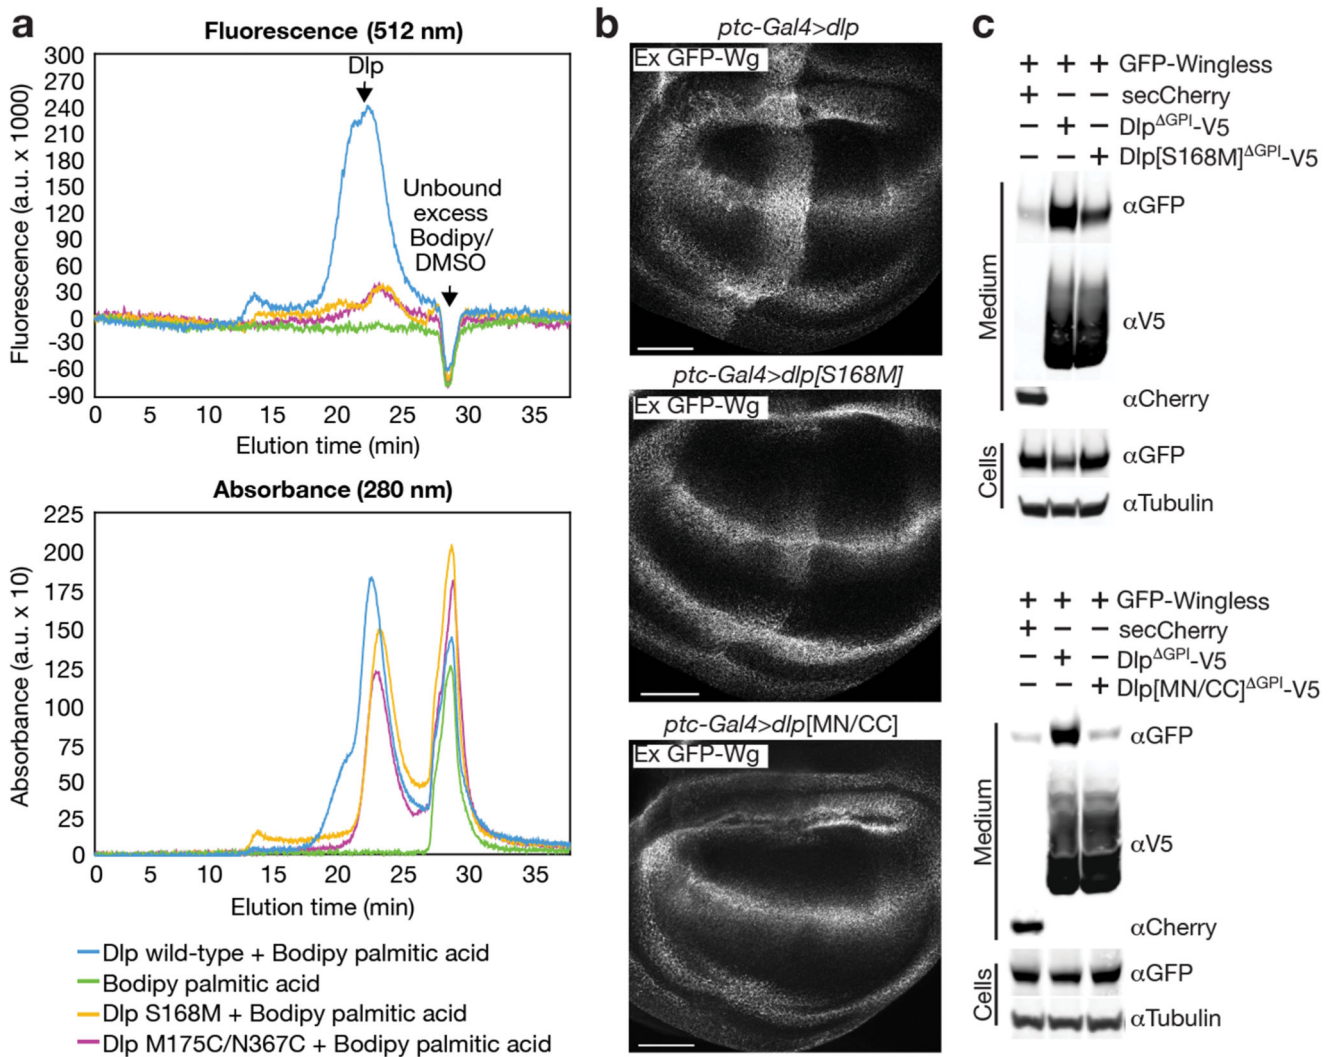 a
Fluorescence (512 nm)
Fluorescence (a.u. x 1000)
300
270
240
210
180
150
120
90
60
30
0
-30
-60
-90
Dlp
Unbound
excess
Bodipy/
DMSO
0 5 10 15 20 25 30 35
Elution time (min)
Absorbance (280 nm)
Absorbance (a.u. x 10)
225
200
175
150
125
100
75
50
25
0
0 5 10 15 20 25 30 35
Elution time (min)
Dlp wild-type + Bodipy palmitic acid
Bodipy palmitic acid
Dlp S168M + Bodipy palmitic acid
Dlp M175C/N367C + Bodipy palmitic acid
b
ptc-Gal4>dlp
Ex GFP-Wg
ptc-Gal4>dlp[S168M]
Ex GFP-Wg
ptc-Gal4>dlp[MN/CC]
Ex GFP-Wg
c
+ + + GFP-Wingless
+ − − secCherry
− + − Dlp^ΔGPI-V5
− − + Dlp[S168M]^ΔGPI-V5
Medium
αGFP
αV5
αCherry
Cells
αGFP
αTubulin
+ + + GFP-Wingless
+ − − secCherry
− + − Dlp^ΔGPI-V5
− − + Dlp[MN/CC]^ΔGPI-V5
Medium
αGFP
αV5
αCherry
Cells
αGFP
αTubulin